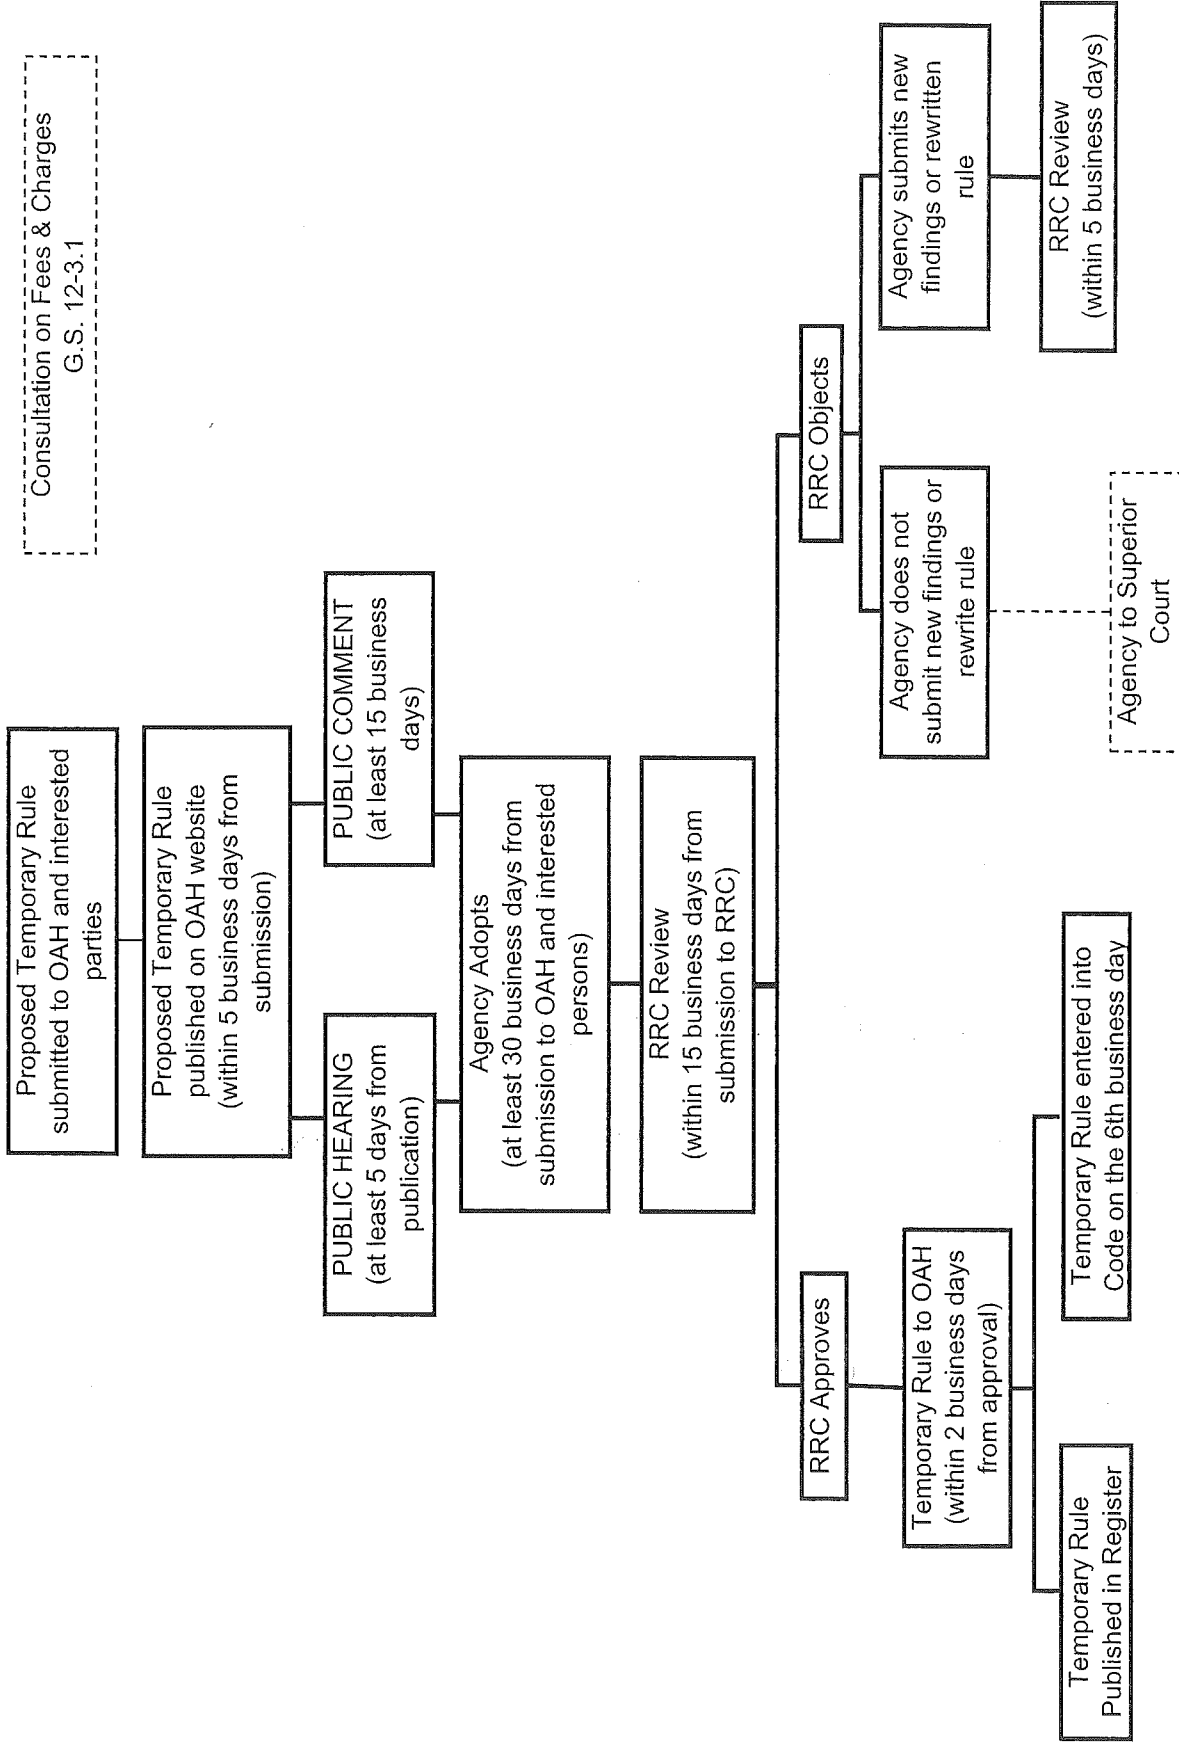 Consultation on Fees & Charges
G.S. 12-3.1
Proposed Temporary Rule
submitted to OAH and interested
parties
Proposed Temporary Rule
published on OAH website
(within 5 business days from
submission)
PUBLIC HEARING
(at least 5 days from
publication)
PUBLIC COMMENT
(at least 15 business
days)
Agency Adopts
(at least 30 business days from
submission to OAH and interested
persons)
RRC Review
(within 15 business days from
submission to RRC)
RRC Approves
RRC Objects
Temporary Rule to OAH
(within 2 business days
from approval)
Agency does not
submit new findings or
rewrite rule
Agency submits new
findings or rewritten
rule
Temporary Rule
Published in Register
Temporary Rule entered into
Code on the 6th business day
Agency to Superior
Court
RRC Review
(within 5 business days)